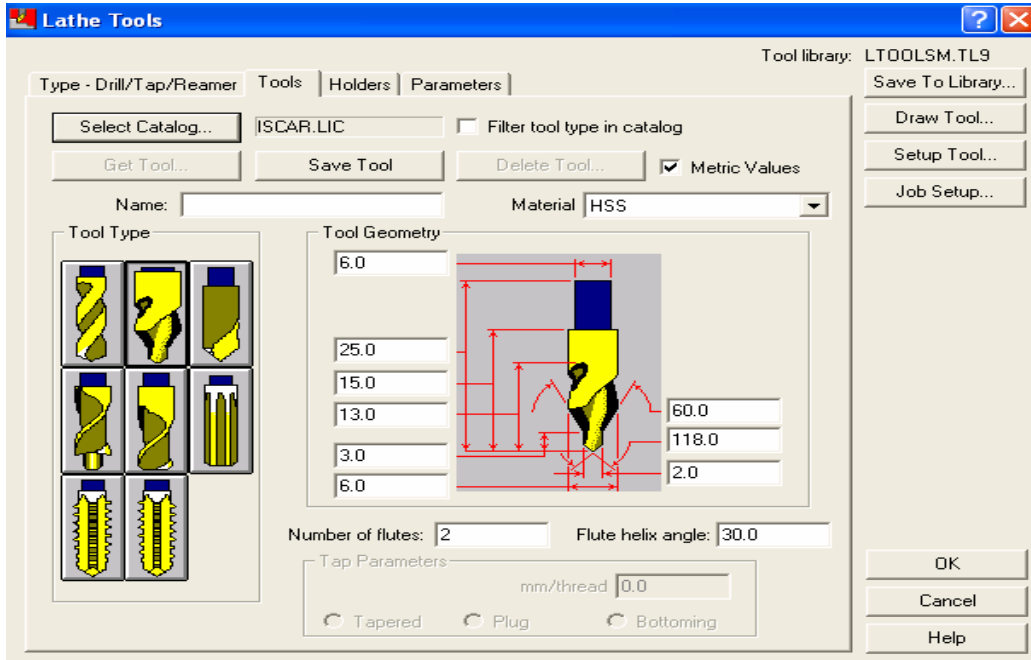 Lathe Tools
Tool library: LTOOLSM.TL9
Type - Drill/Tap/Reamer Tools Holders Parameters
Save To Library...
Select Catalog... ISCAR.LIC Filter tool type in catalog
Draw Tool...
Get Tool... Save Tool Delete Tool... Metric Values
Setup Tool...
Name: Material HSS
Job Setup...
Tool Type
Tool Geometry
6.0
25.0
15.0
13.0
3.0
6.0
60.0
118.0
2.0
Number of flutes: 2 Flute helix angle: 30.0
Tap Parameters
mm/thread 0.0
Tapered Plug Bottoming
OK
Cancel
Help